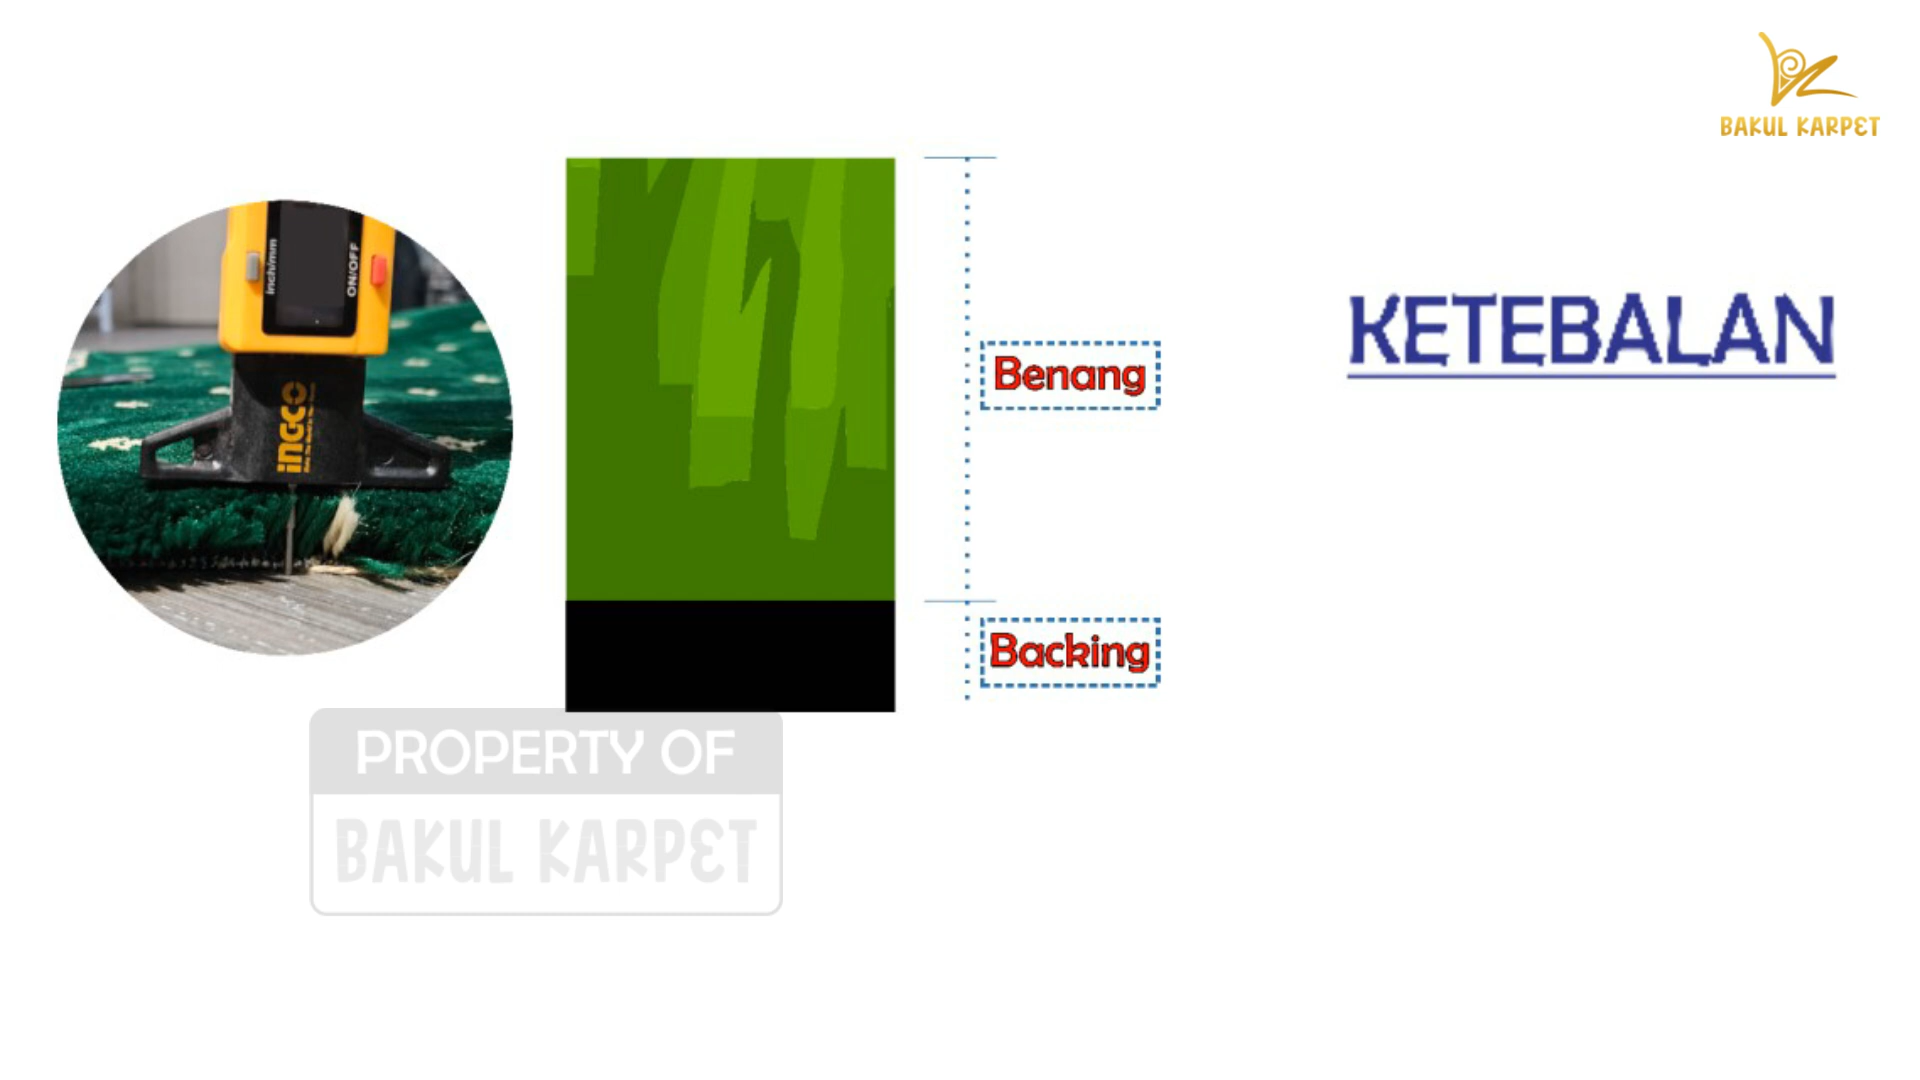 BAKUL KARPET
inch/mm
ON/OFF
INGCO
KETEBALAN
Benang
Backing
PROPERTY OF
BAKUL KARPET